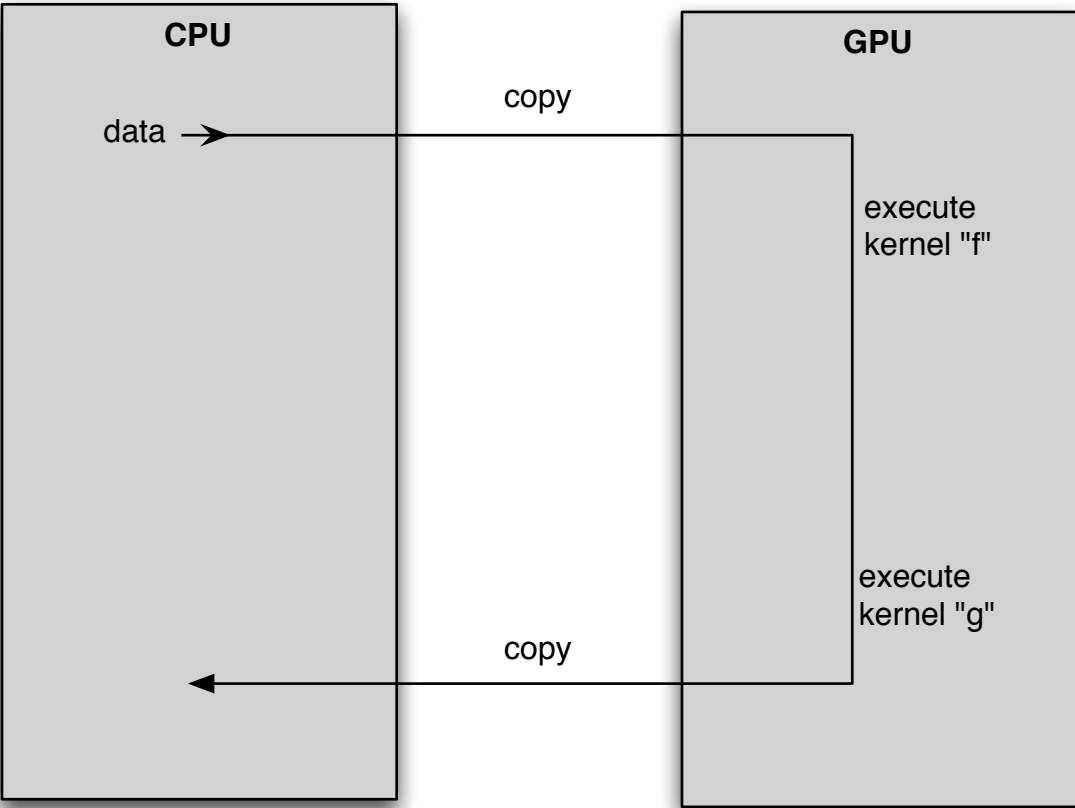 CPU
GPU
copy
data
execute
kernel "f"
execute
kernel "g"
copy